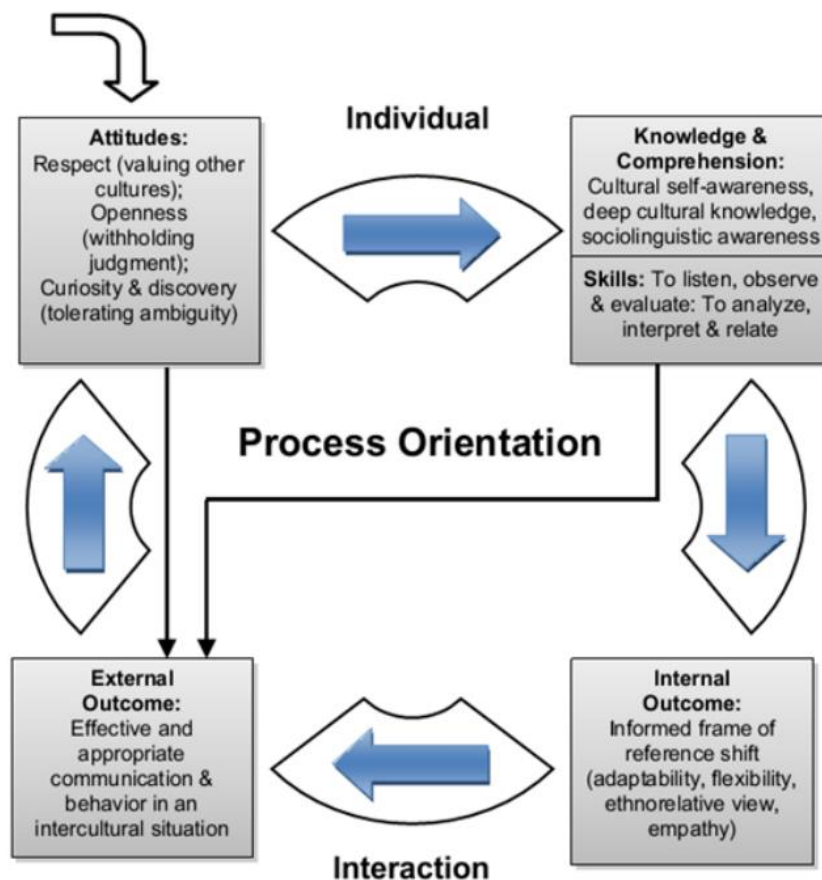 Individual
Attitudes:
Respect (valuing other
cultures);
Openness
(withholding
judgment);
Curiosity & discovery
(tolerating ambiguity)
Knowledge &
Comprehension:
Cultural self-awareness,
deep cultural knowledge,
sociolinguistic awareness
Skills: To listen, observe
& evaluate: To analyze,
interpret & relate
Process Orientation
External
Outcome:
Effective and
appropriate
communication &
behavior in an
intercultural situation
Internal
Outcome:
Informed frame of
reference shift
(adaptability, flexibility,
ethnorelative view,
empathy)
Interaction